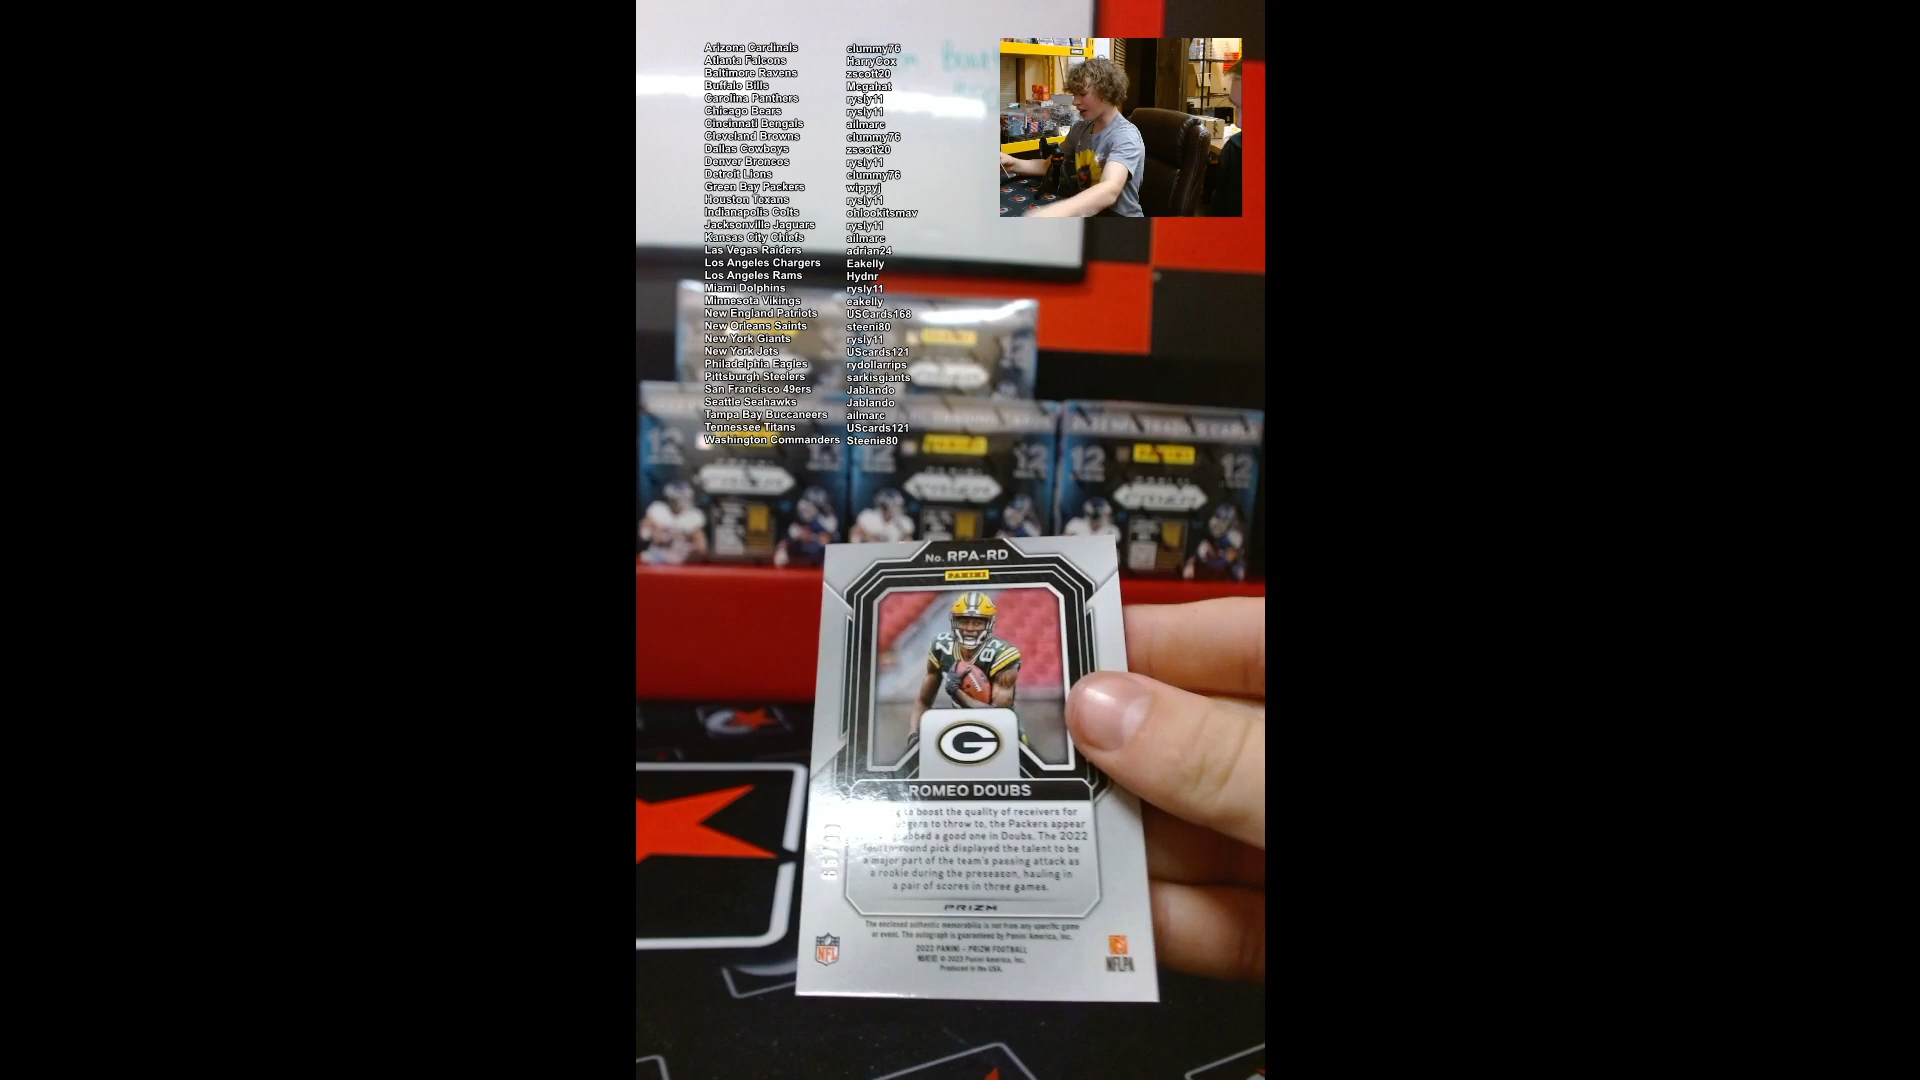 Arizona Cardinals clummy76
Atlanta Falcons HarryCox
Baltimore Ravens zscott20
Buffalo Bills Mcgahat
Carolina Panthers rysly11
Chicago Bears rysly11
Cincinnati Bengals ailmarc
Cleveland Browns clummy76
Dallas Cowboys zscott20
Denver Broncos rysly11
Detroit Lions clummy76
Green Bay Packers wippyj
Houston Texans rysly11
Indianapolis Colts ohlookitsmav
Jacksonville Jaguars rysly11
Kansas City Chiefs ailmarc
Las Vegas Raiders adrian24
Los Angeles Chargers Eakelly
Los Angeles Rams Hydnr
Miami Dolphins rysly11
Minnesota Vikings eakelly
New England Patriots USCards168
New Orleans Saints steeni80
New York Giants rysly11
New York Jets UScards121
Philadelphia Eagles rydollarrips
Pittsburgh Steelers sarkisgiants
San Francisco 49ers Jablando
Seattle Seahawks Jablando
Tampa Bay Buccaneers ailmarc
Tennessee Titans UScards121
Washington Commanders Steenie80
12 12 12 12
PANINI
PRIZM
No. RPA-RD
PANINI
87
G
ROMEO DOUBS
to boost the quality of receivers for
to throw to, the Packers appear
a good one in Doubs. The 2022
round pick displayed the talent to be
a major part of the team's passing attack as
a rookie during the preseason, hauling in
a pair of scores in three games.
PRIZM
The enclosed authentic memorabilia is not from any specific game
or event. The autograph is guaranteed by Panini America, Inc.
2022 PANINI - PRIZM FOOTBALL
© 2023 Panini America, Inc.
Produced in the USA.
NFL
NFLPA